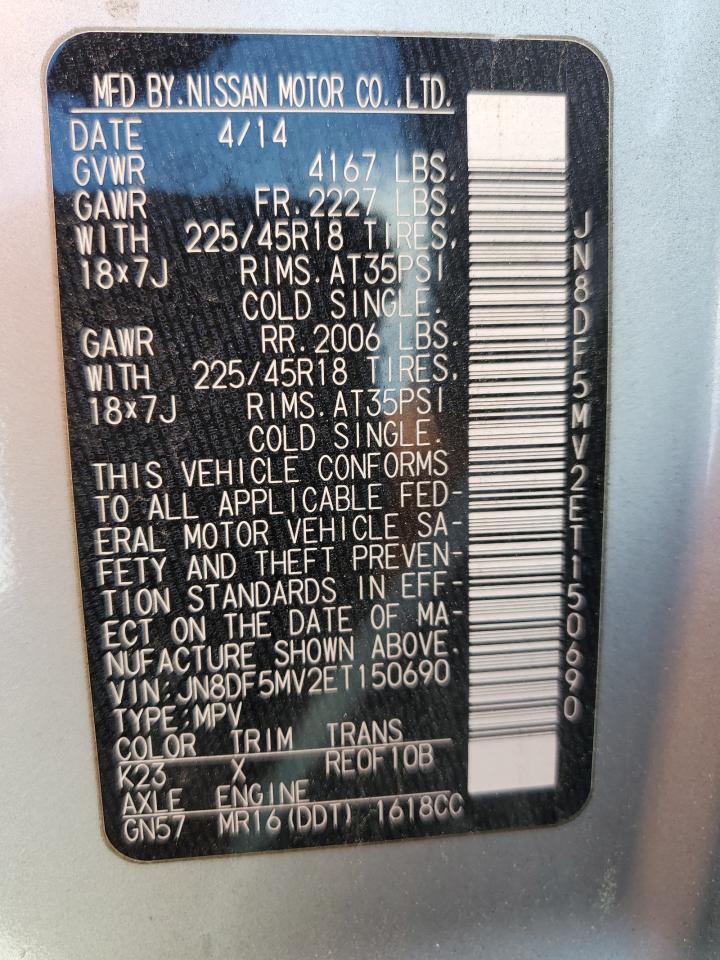 MFD BY.NISSAN MOTOR CO.,LTD.
DATE 4/14
GVWR 4167 LBS.
GAWR FR.2227 LBS.
WITH 225/45R18 TIRES,
18×7J RIMS.AT35PSI
COLD SINGLE.
GAWR RR.2006 LBS.
WITH 225/45R18 TIRES,
18×7J RIMS.AT35PSI
COLD SINGLE.
THIS VEHICLE CONFORMS
TO ALL APPLICABLE FED-
ERAL MOTOR VEHICLE SA-
FETY AND THEFT PREVEN-
TION STANDARDS IN EFF-
ECT ON THE DATE OF MA-
NUFACTURE SHOWN ABOVE.
VIN:JN8DF5MV2ET150690
TYPE:MPV
COLOR TRIM TRANS
K23 X REOF10B
AXLE ENGINE
GN57 MR16(DDT) 1618CC
JN8DF5MV2ET150690